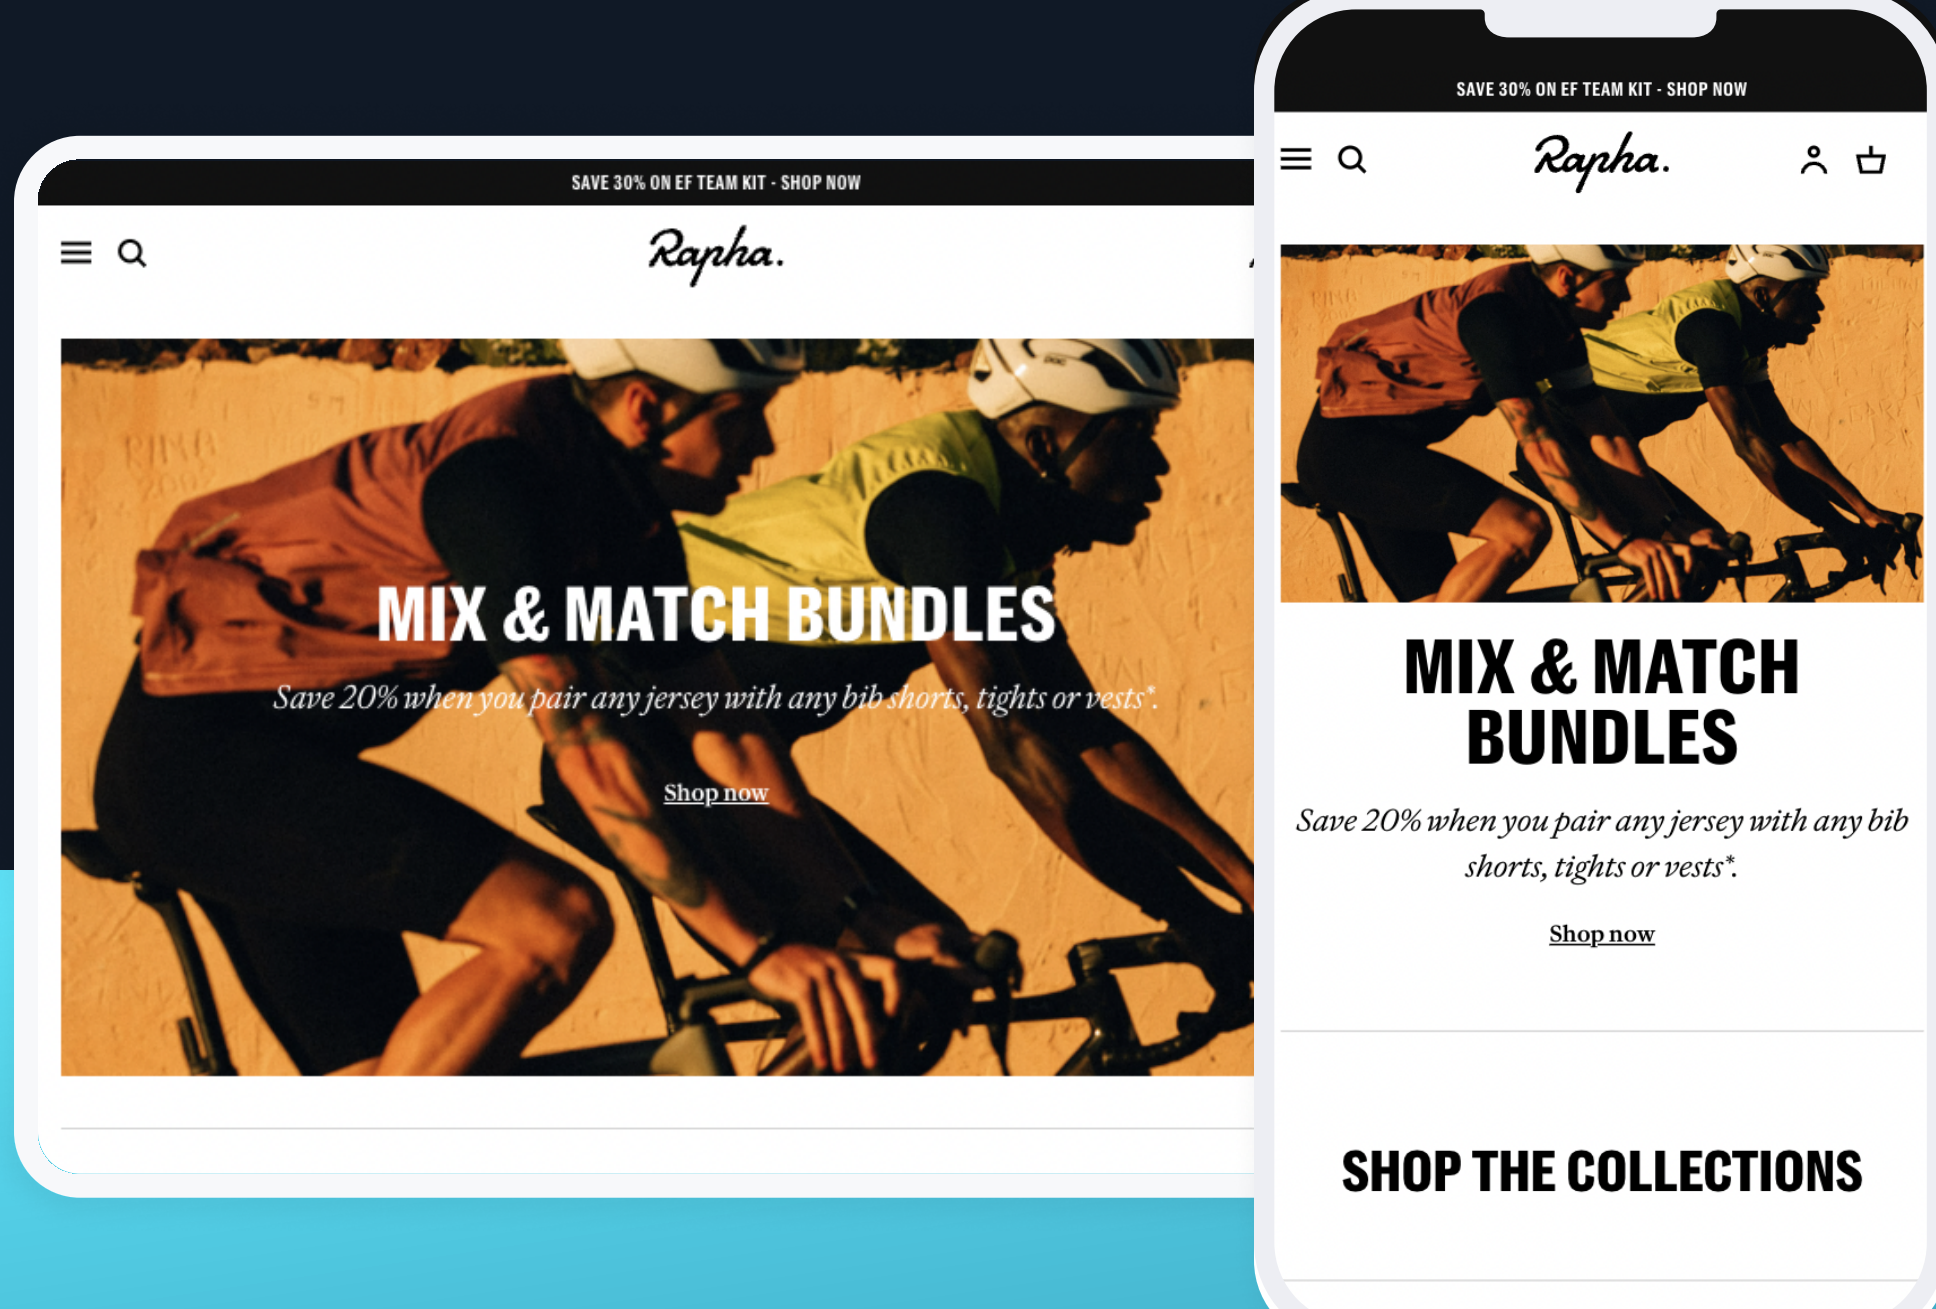 SAVE 30% ON EF TEAM KIT - SHOP NOW
Rapha.
MIX & MATCH BUNDLES
Save 20% when you pair any jersey with any bib shorts, tights or vests*.
Shop now
SAVE 30% ON EF TEAM KIT - SHOP NOW
Rapha.
MIX & MATCH
BUNDLES
Save 20% when you pair any jersey with any bib
shorts, tights or vests*.
Shop now
SHOP THE COLLECTIONS